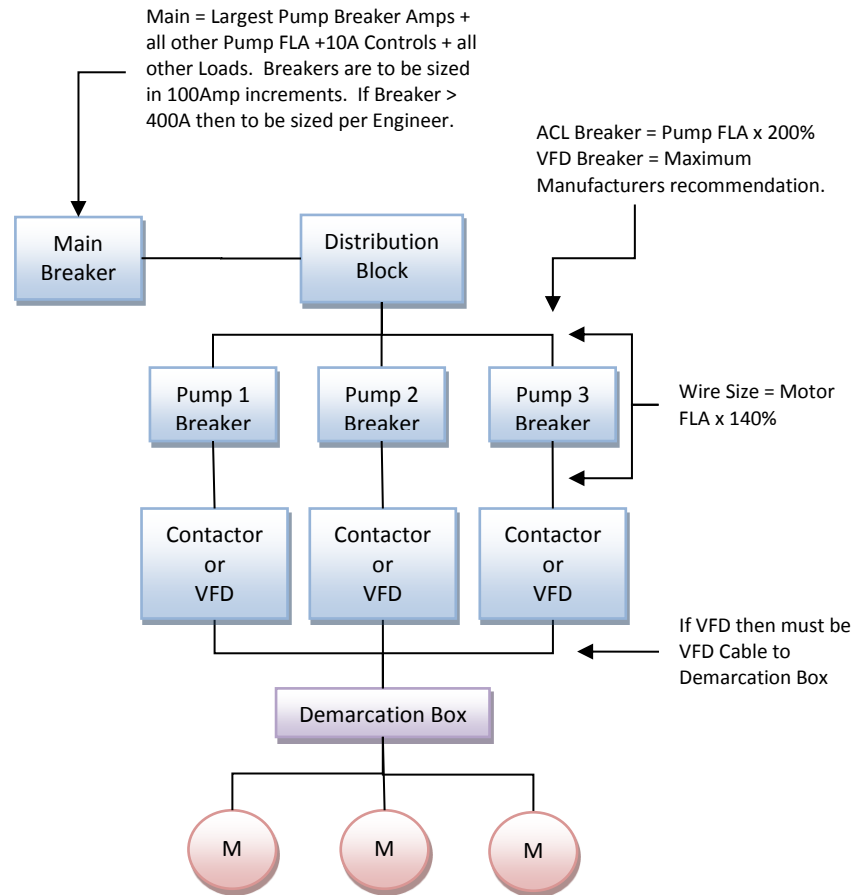 Main = Largest Pump Breaker Amps +
all other Pump FLA +10A Controls + all
other Loads.  Breakers are to be sized
in 100Amp increments.  If Breaker >
400A then to be sized per Engineer.
ACL Breaker = Pump FLA x 200%
VFD Breaker = Maximum
Manufacturers recommendation.
Main
Breaker
Distribution
Block
Pump 1
Breaker
Pump 2
Breaker
Pump 3
Breaker
Wire Size = Motor
FLA x 140%
Contactor
or
VFD
Contactor
or
VFD
Contactor
or
VFD
If VFD then must be
VFD Cable to
Demarcation Box
Demarcation Box
M
M
M